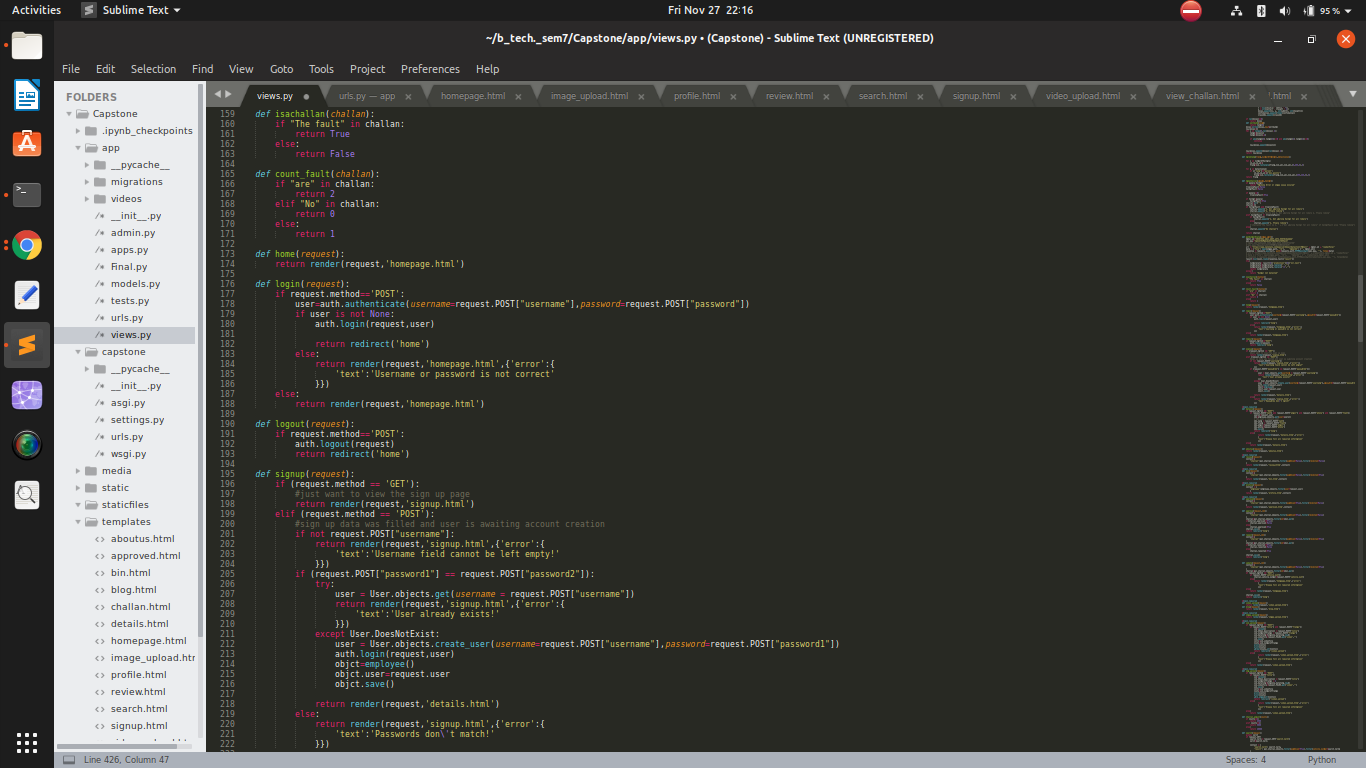 Activities Sublime Text Fri Nov 27 22:16 95 %
~/b_tech._sem7/Capstone/app/views.py • (Capstone) - Sublime Text (UNREGISTERED)
File Edit Selection Find View Goto Tools Project Preferences Help
views.py urls.py — app homepage.html image_upload.html profile.html review.html search.html signup.html video_upload.html view_challan.html '.html
FOLDERS
Capstone
.ipynb_checkpoints
app
__pycache__
migrations
videos
__init__.py
admin.py
apps.py
Final.py
models.py
tests.py
urls.py
views.py
capstone
__pycache__
__init__.py
asgi.py
settings.py
urls.py
wsgi.py
media
static
staticfiles
templates
aboutus.html
approved.html
bin.html
blog.html
challan.html
details.html
homepage.html
image_upload.htr
profile.html
review.html
search.html
signup.html
159 def isachallan(challan):
160 if "The fault" in challan:
161 return True
162 else:
163 return False
164
165 def count_fault(challan):
166 if "are" in challan:
167 return 2
168 elif "No" in challan:
169 return 0
170 else:
171 return 1
172
173 def home(request):
174 return render(request,'homepage.html')
175
176 def login(request):
177 if request.method=='POST':
178 user=auth.authenticate(username=request.POST["username"],password=request.POST["password"])
179 if user is not None:
180 auth.login(request,user)
181
182 return redirect('home')
183 else:
184 return render(request,'homepage.html',{'error':{
185 'text':'Username or password is not correct'
186 }})
187 else:
188 return render(request,'homepage.html')
189
190 def logout(request):
191 if request.method=='POST':
192 auth.logout(request)
193 return redirect('home')
194
195 def signup(request):
196 if (request.method == 'GET'):
197 #just want to view the sign up page
198 return render(request,'signup.html')
199 elif (request.method == 'POST'):
200 #sign up data was filled and user is awaiting account creation
201 if not request.POST["username"]:
202 return render(request,'signup.html',{'error':{
203 'text':'Username field cannot be left empty!'
204 }})
205 if (request.POST["password1"] == request.POST["password2"]):
206 try:
207 user = User.objects.get(username = request.POST["username"])
208 return render(request,'signup.html',{'error':{
209 'text':'User already exists!'
210 }})
211 except User.DoesNotExist:
212 user = User.objects.create_user(username=request.POST["username"],password=request.POST["password1"])
213 auth.login(request,user)
214 objct=employee()
215 objct.user=request.user
216 objct.save()
217
218 return render(request,'details.html')
219 else:
220 return render(request,'signup.html',{'error':{
221 'text':'Passwords don\'t match!'
222 }})
Line 426, Column 47 Spaces: 4 Python